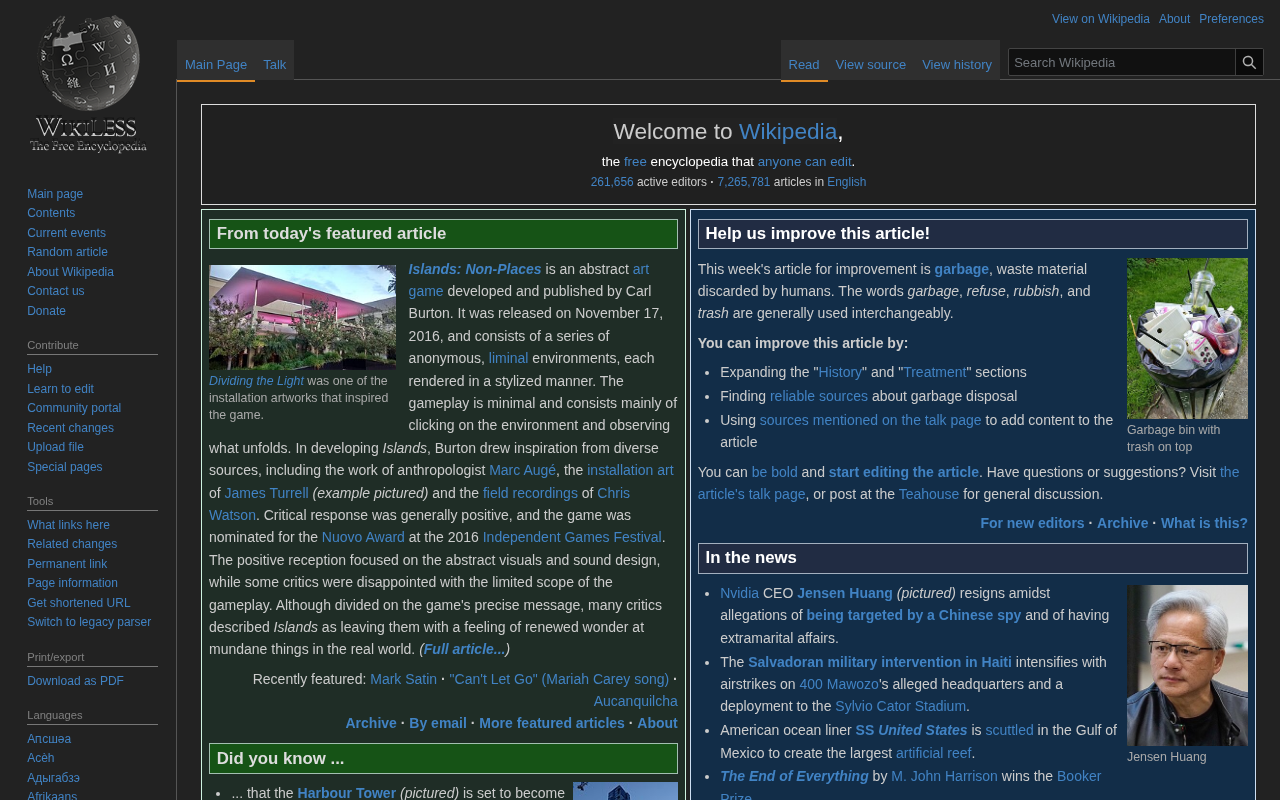 View on Wikipedia About Preferences
Main Page Talk
Read View source View history
Search Wikipedia
WIKILESS
The Free Encyclopedia
Main page
Contents
Current events
Random article
About Wikipedia
Contact us
Donate
Contribute
Help
Learn to edit
Community portal
Recent changes
Upload file
Special pages
Tools
What links here
Related changes
Permanent link
Page information
Get shortened URL
Switch to legacy parser
Print/export
Download as PDF
Languages
Аԥсшәа
Acèh
Адыгабзэ
Afrikaans
Welcome to Wikipedia,
the free encyclopedia that anyone can edit.
261,656 active editors · 7,265,781 articles in English
From today's featured article
Dividing the Light was one of the
installation artworks that inspired
the game.
Islands: Non-Places is an abstract art
game developed and published by Carl
Burton. It was released on November 17,
2016, and consists of a series of
anonymous, liminal environments, each
rendered in a stylized manner. The
gameplay is minimal and consists mainly of
clicking on the environment and observing
what unfolds. In developing Islands, Burton drew inspiration from diverse
sources, including the work of anthropologist Marc Augé, the installation art
of James Turrell (example pictured) and the field recordings of Chris
Watson. Critical response was generally positive, and the game was
nominated for the Nuovo Award at the 2016 Independent Games Festival.
The positive reception focused on the abstract visuals and sound design,
while some critics were disappointed with the limited scope of the
gameplay. Although divided on the game's precise message, many critics
described Islands as leaving them with a feeling of renewed wonder at
mundane things in the real world. (Full article...)
Recently featured: Mark Satin · "Can't Let Go" (Mariah Carey song) ·
Aucanquilcha
Archive · By email · More featured articles · About
Did you know ...
... that the Harbour Tower (pictured) is set to become
Help us improve this article!
This week's article for improvement is garbage, waste material
discarded by humans. The words garbage, refuse, rubbish, and
trash are generally used interchangeably.
You can improve this article by:
Expanding the "History" and "Treatment" sections
Finding reliable sources about garbage disposal
Using sources mentioned on the talk page to add content to the
article
Garbage bin with
trash on top
You can be bold and start editing the article. Have questions or suggestions? Visit the
article's talk page, or post at the Teahouse for general discussion.
For new editors · Archive · What is this?
In the news
Nvidia CEO Jensen Huang (pictured) resigns amidst
allegations of being targeted by a Chinese spy and of having
extramarital affairs.
The Salvadoran military intervention in Haiti intensifies with
airstrikes on 400 Mawozo's alleged headquarters and a
deployment to the Sylvio Cator Stadium.
American ocean liner SS United States is scuttled in the Gulf of
Mexico to create the largest artificial reef.
The End of Everything by M. John Harrison wins the Booker
Prize.
Jensen Huang